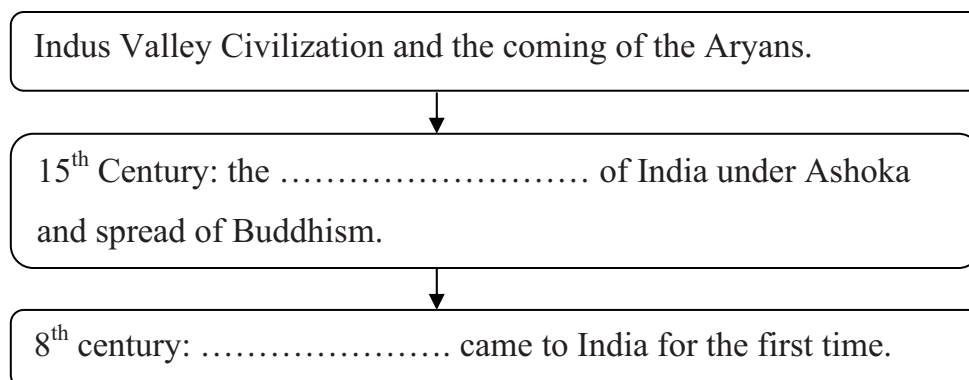 Indus Valley Civilization and the coming of the Aryans.
15th Century: the ………………………… of India under Ashoka
and spread of Buddhism.
8th century: ……………………. came to India for the first time.